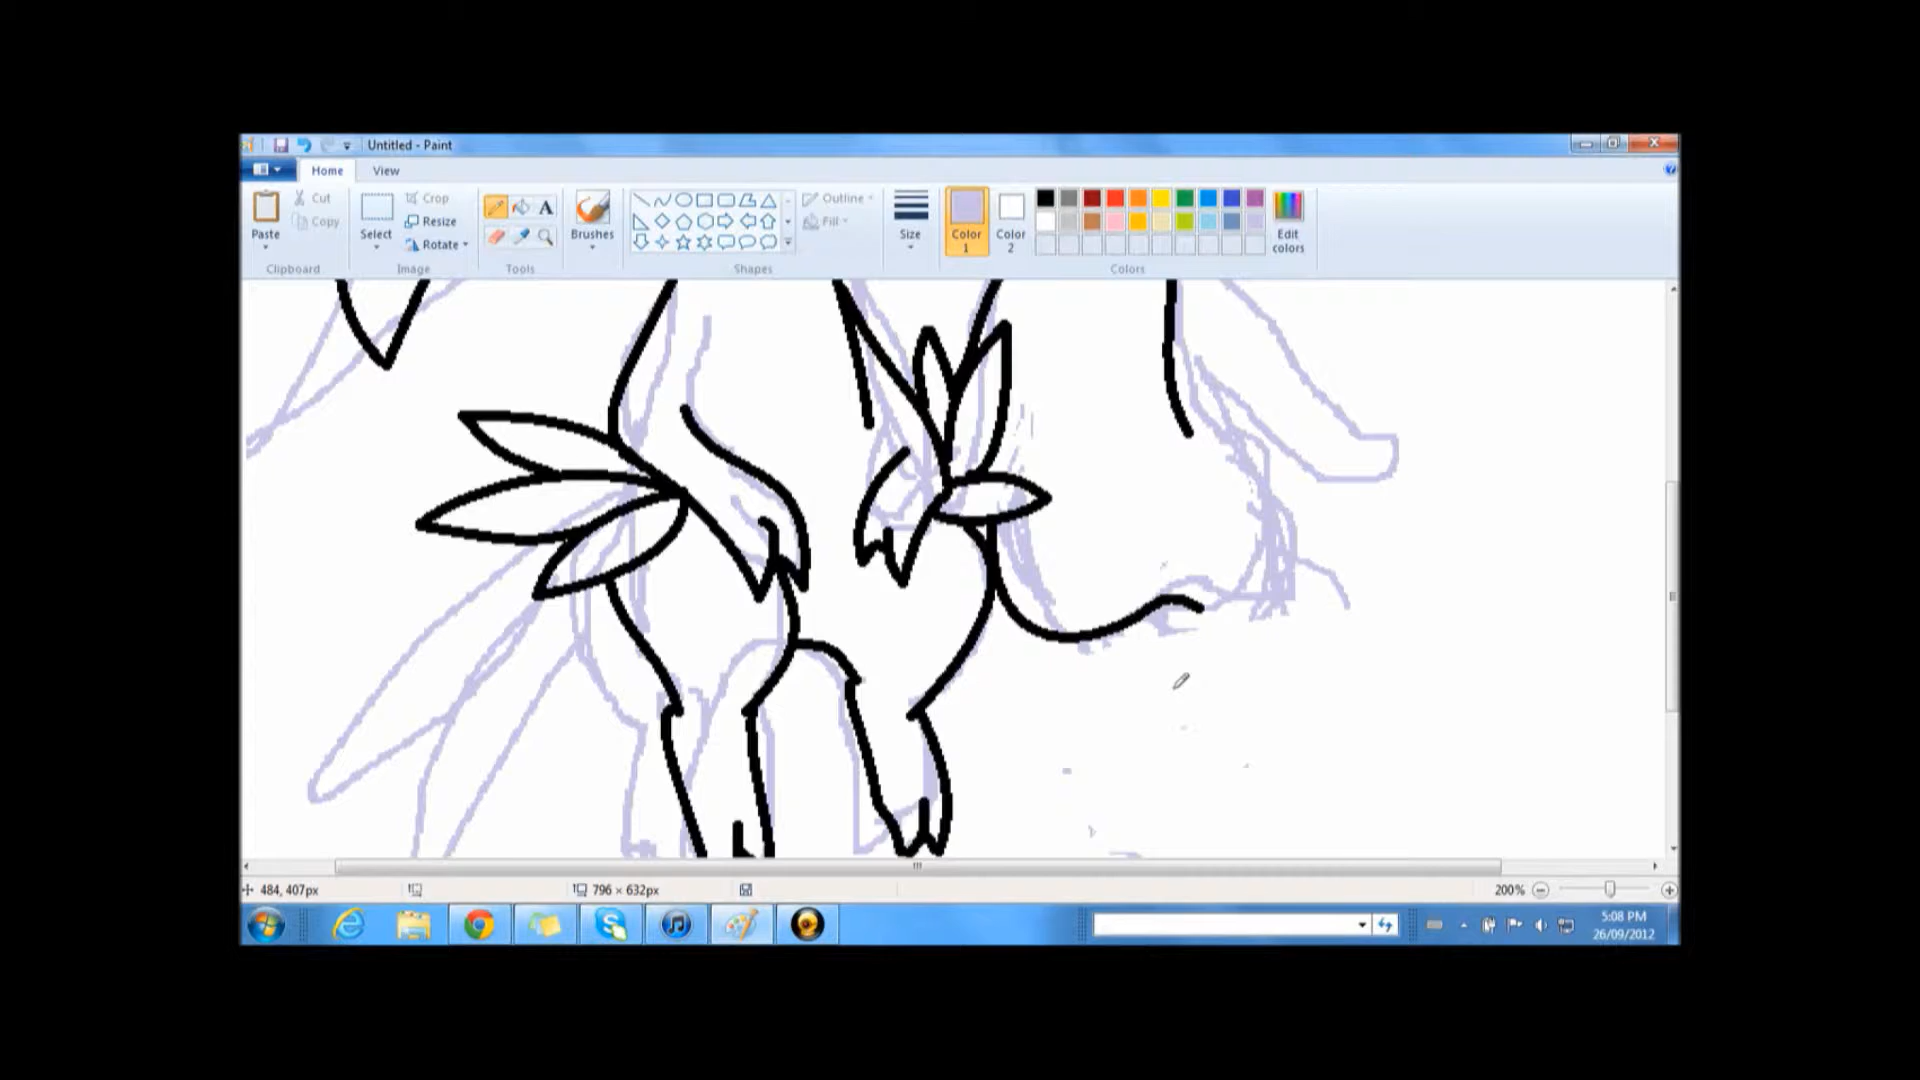 Untitled - Paint
Home View
Paste
Cut
Copy
Clipboard
Select
Crop
Resize
Rotate
Image
A
Tools
Brushes
Outline
Fill
Shapes
Size
Color 1
Color 2
Edit colors
Colors
484, 407px
796 × 632px
200%
5:08 PM
26/09/2012